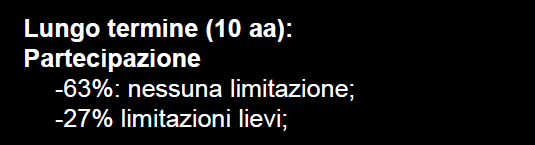 Lungo termine (10 aa):
Partecipazione
-63%: nessuna limitazione;
-27% limitazioni lievi;